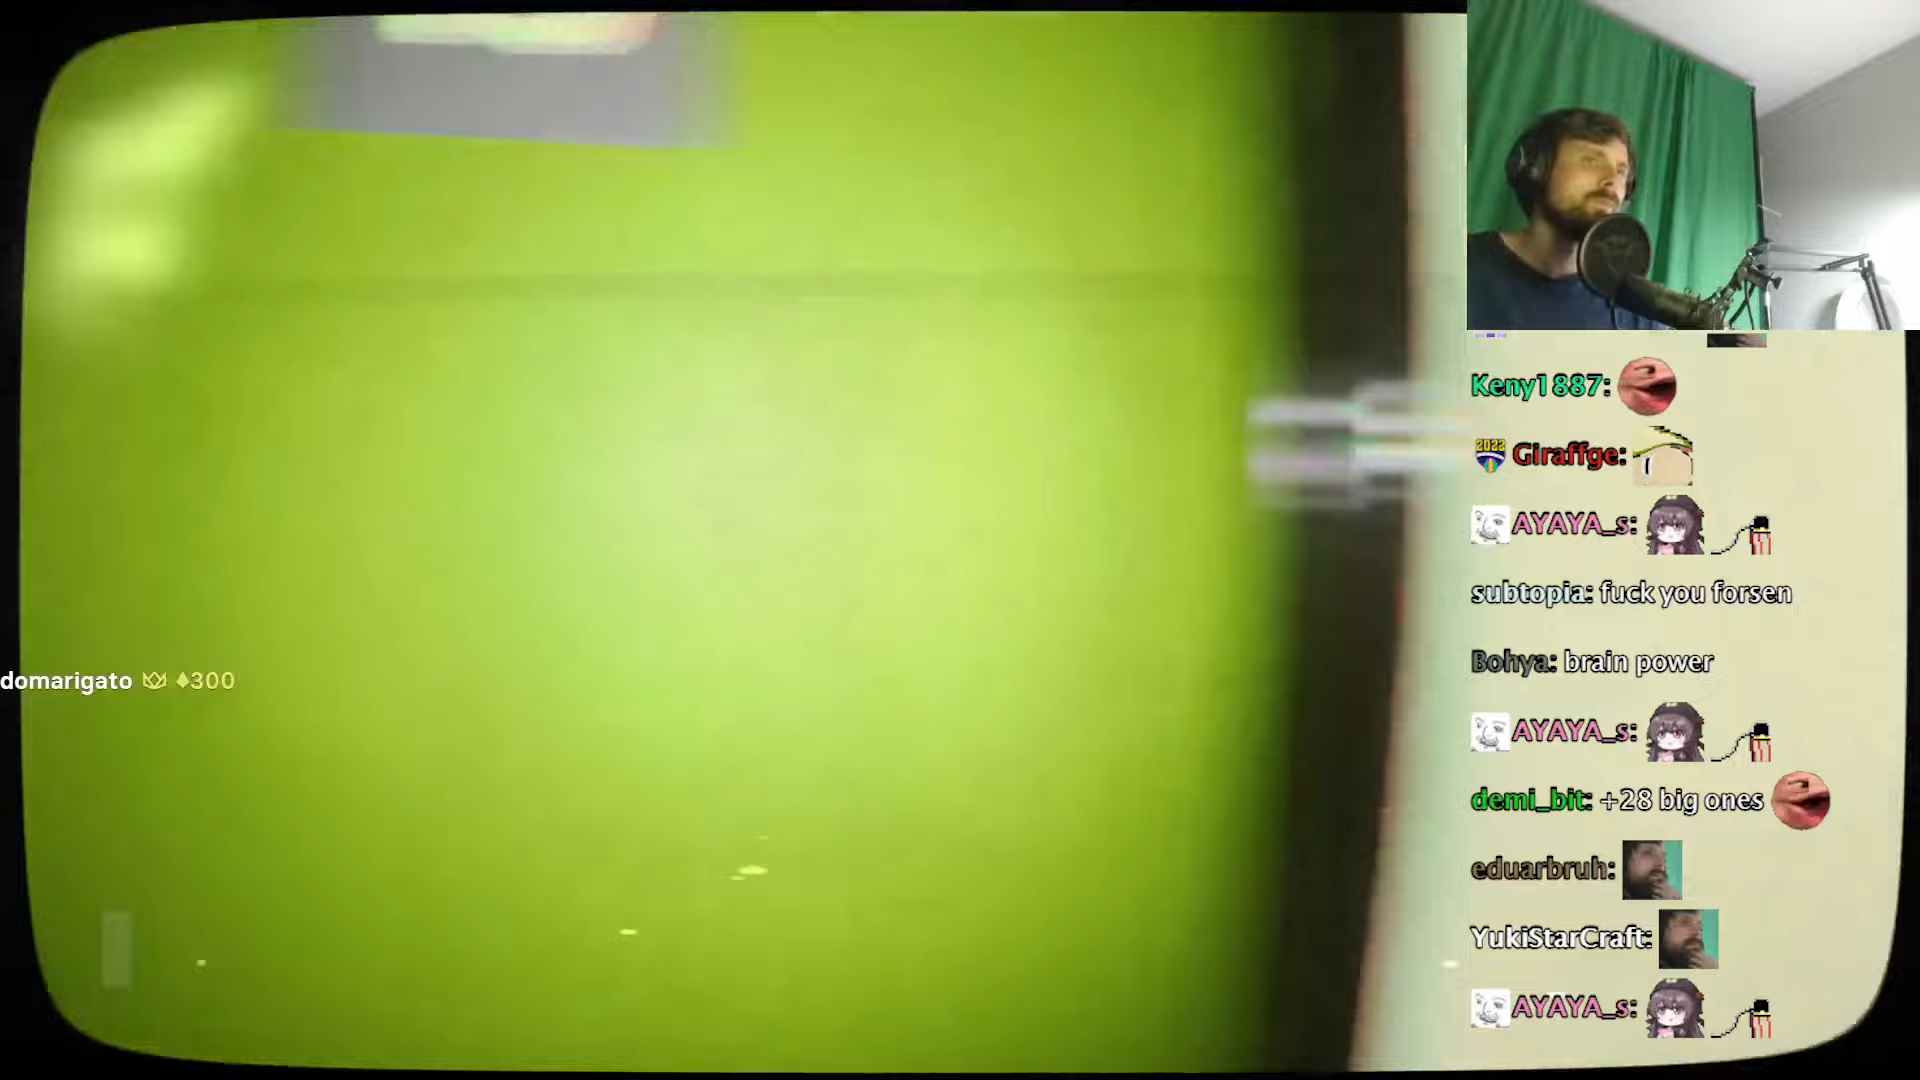 Keny1887:
2022 Giraffge:
AYAYA_s:
subtopia: fuck you forsen
Bohya: brain power
AYAYA_s:
domarigato 300
demi_bit: +28 big ones
eduarbruh:
YukiStarCraft:
AYAYA_s: